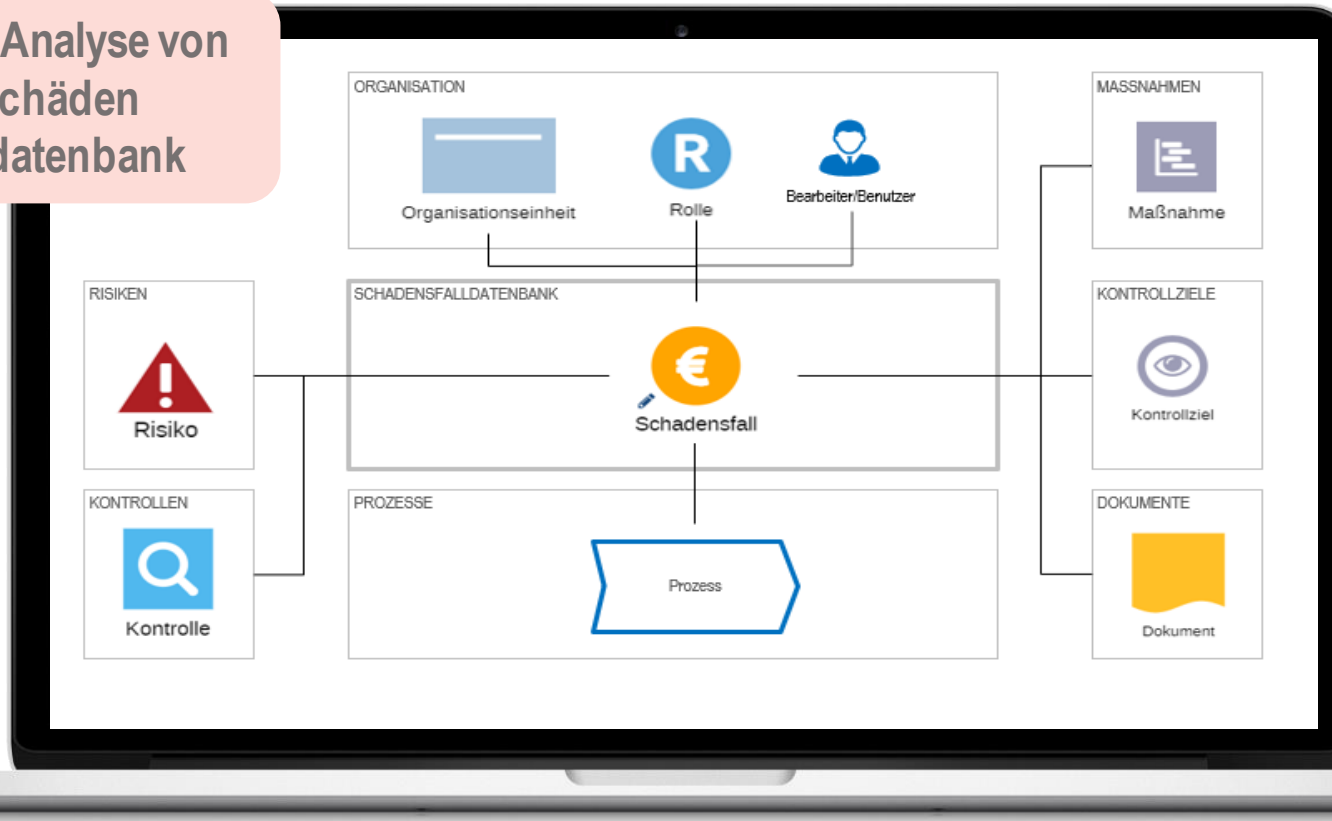 Analyse von
chäden
datenbank
ORGANISATION
Organisationseinheit
R
Rolle
Bearbeiter/Benutzer
MASSNAHMEN
Maßnahme
RISIKEN
!
Risiko
SCHADENSFALLDATENBANK
€
Schadensfall
KONTROLLZIELE
Kontrollziel
KONTROLLEN
Kontrolle
PROZESSE
Prozess
DOKUMENTE
Dokument